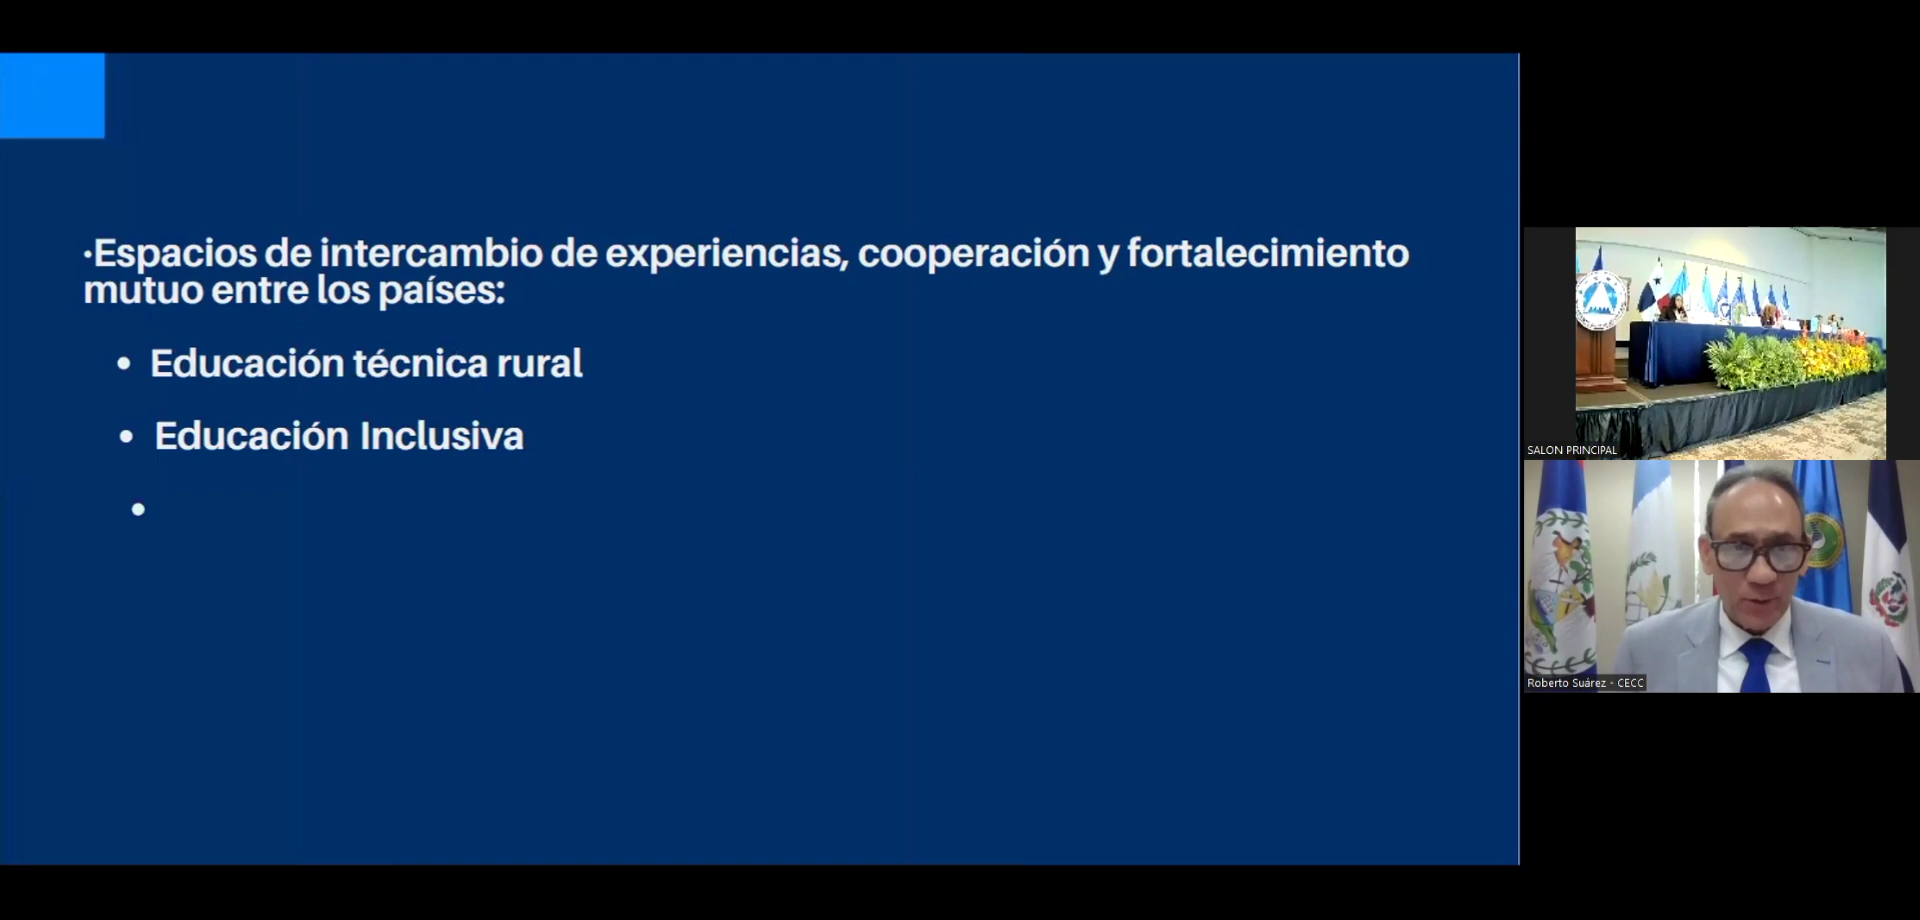 ·Espacios de intercambio de experiencias, cooperación y fortalecimiento
mutuo entre los países:
• Educación técnica rural
• Educación Inclusiva
•
SALON PRINCIPAL
Roberto Suárez - CECC